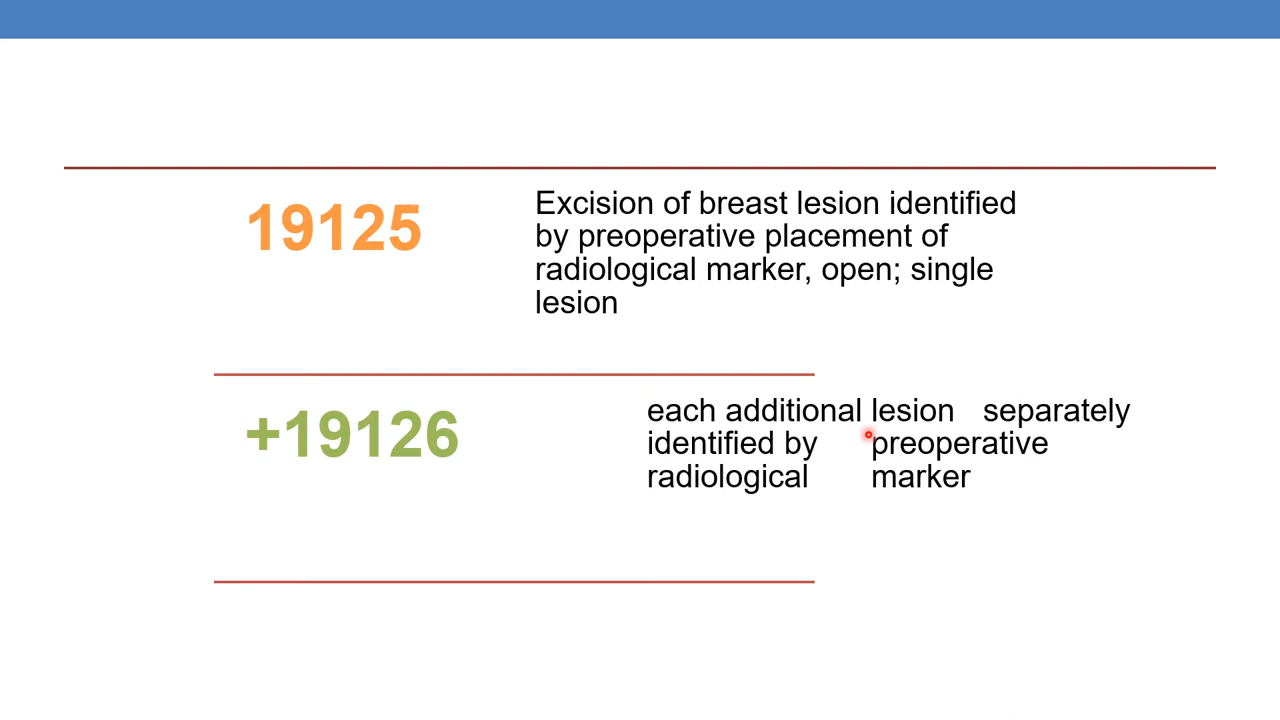 19125
Excision of breast lesion identified
by preoperative placement of
radiological marker, open; single
lesion
+19126
each additional lesion separately
identified by preoperative
radiological marker